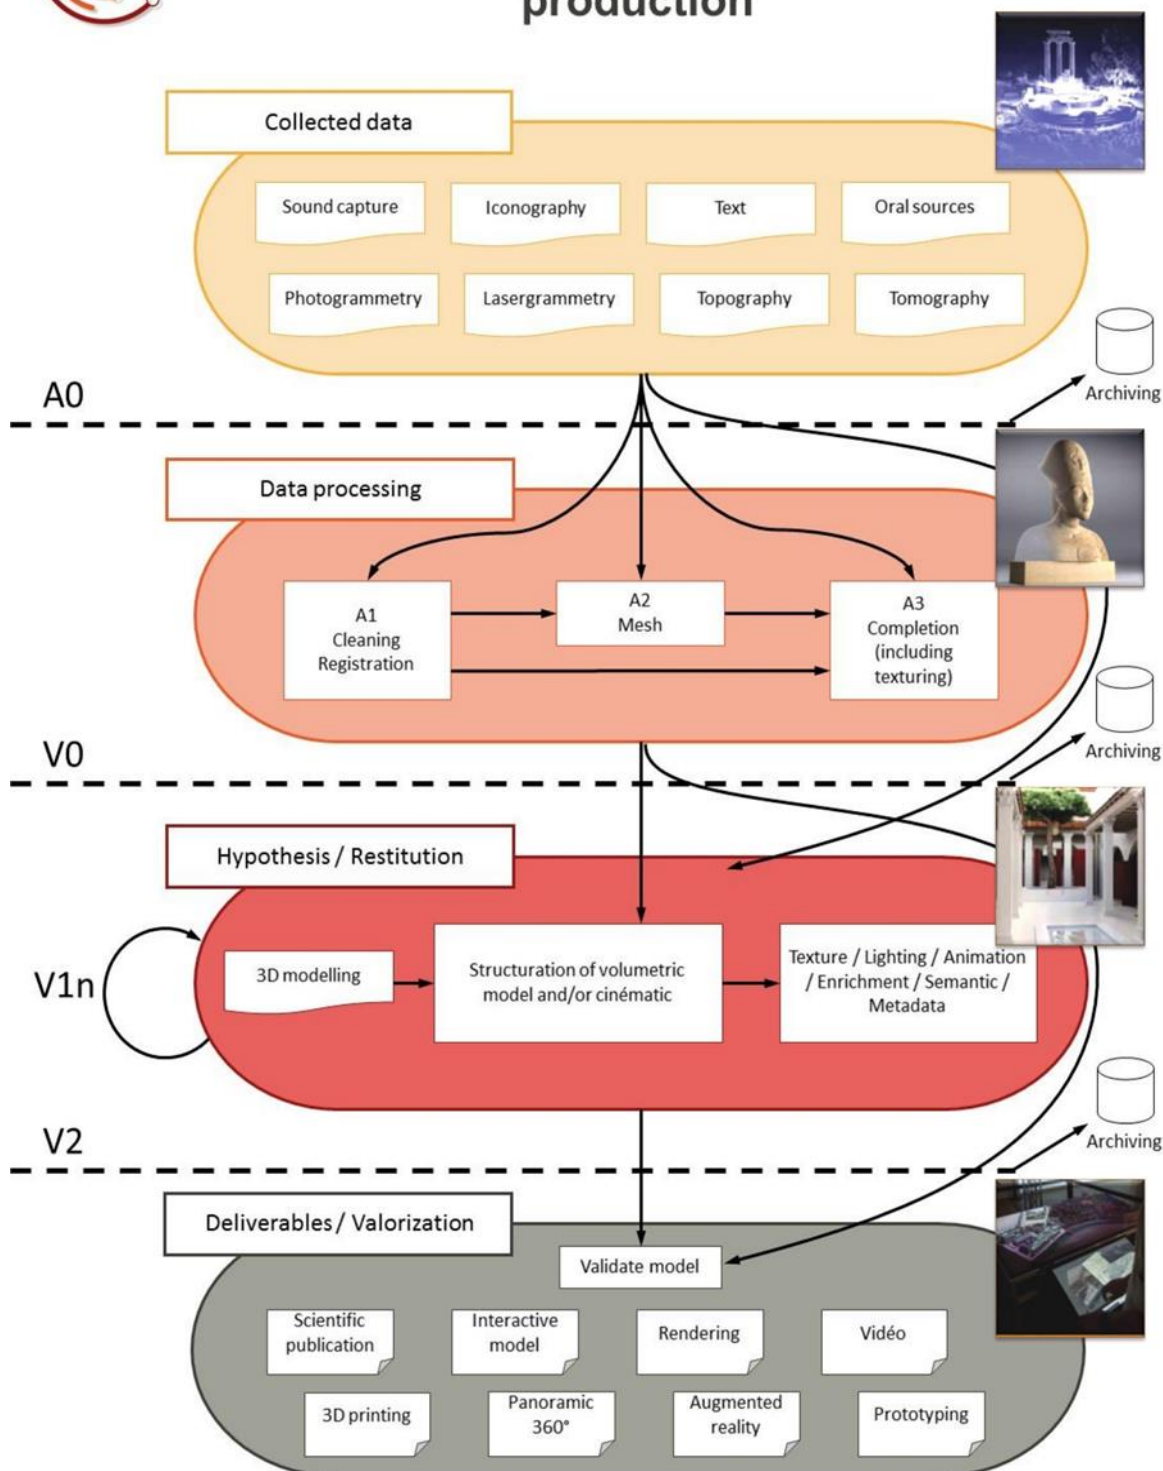 production
Collected data
Sound capture
Iconography
Text
Oral sources
Photogrammetry
Lasergrammetry
Topography
Tomography
Archiving
A0
Data processing
A1
Cleaning
Registration
A2
Mesh
A3
Completion
(including
texturing)
Archiving
V0
Hypothesis / Restitution
V1n
3D modelling
Structuration of volumetric
model and/or cinématic
Texture / Lighting / Animation
/ Enrichment / Semantic /
Metadata
Archiving
V2
Deliverables / Valorization
Validate model
Scientific
publication
Interactive
model
Rendering
Vidéo
3D printing
Panoramic
360°
Augmented
reality
Prototyping